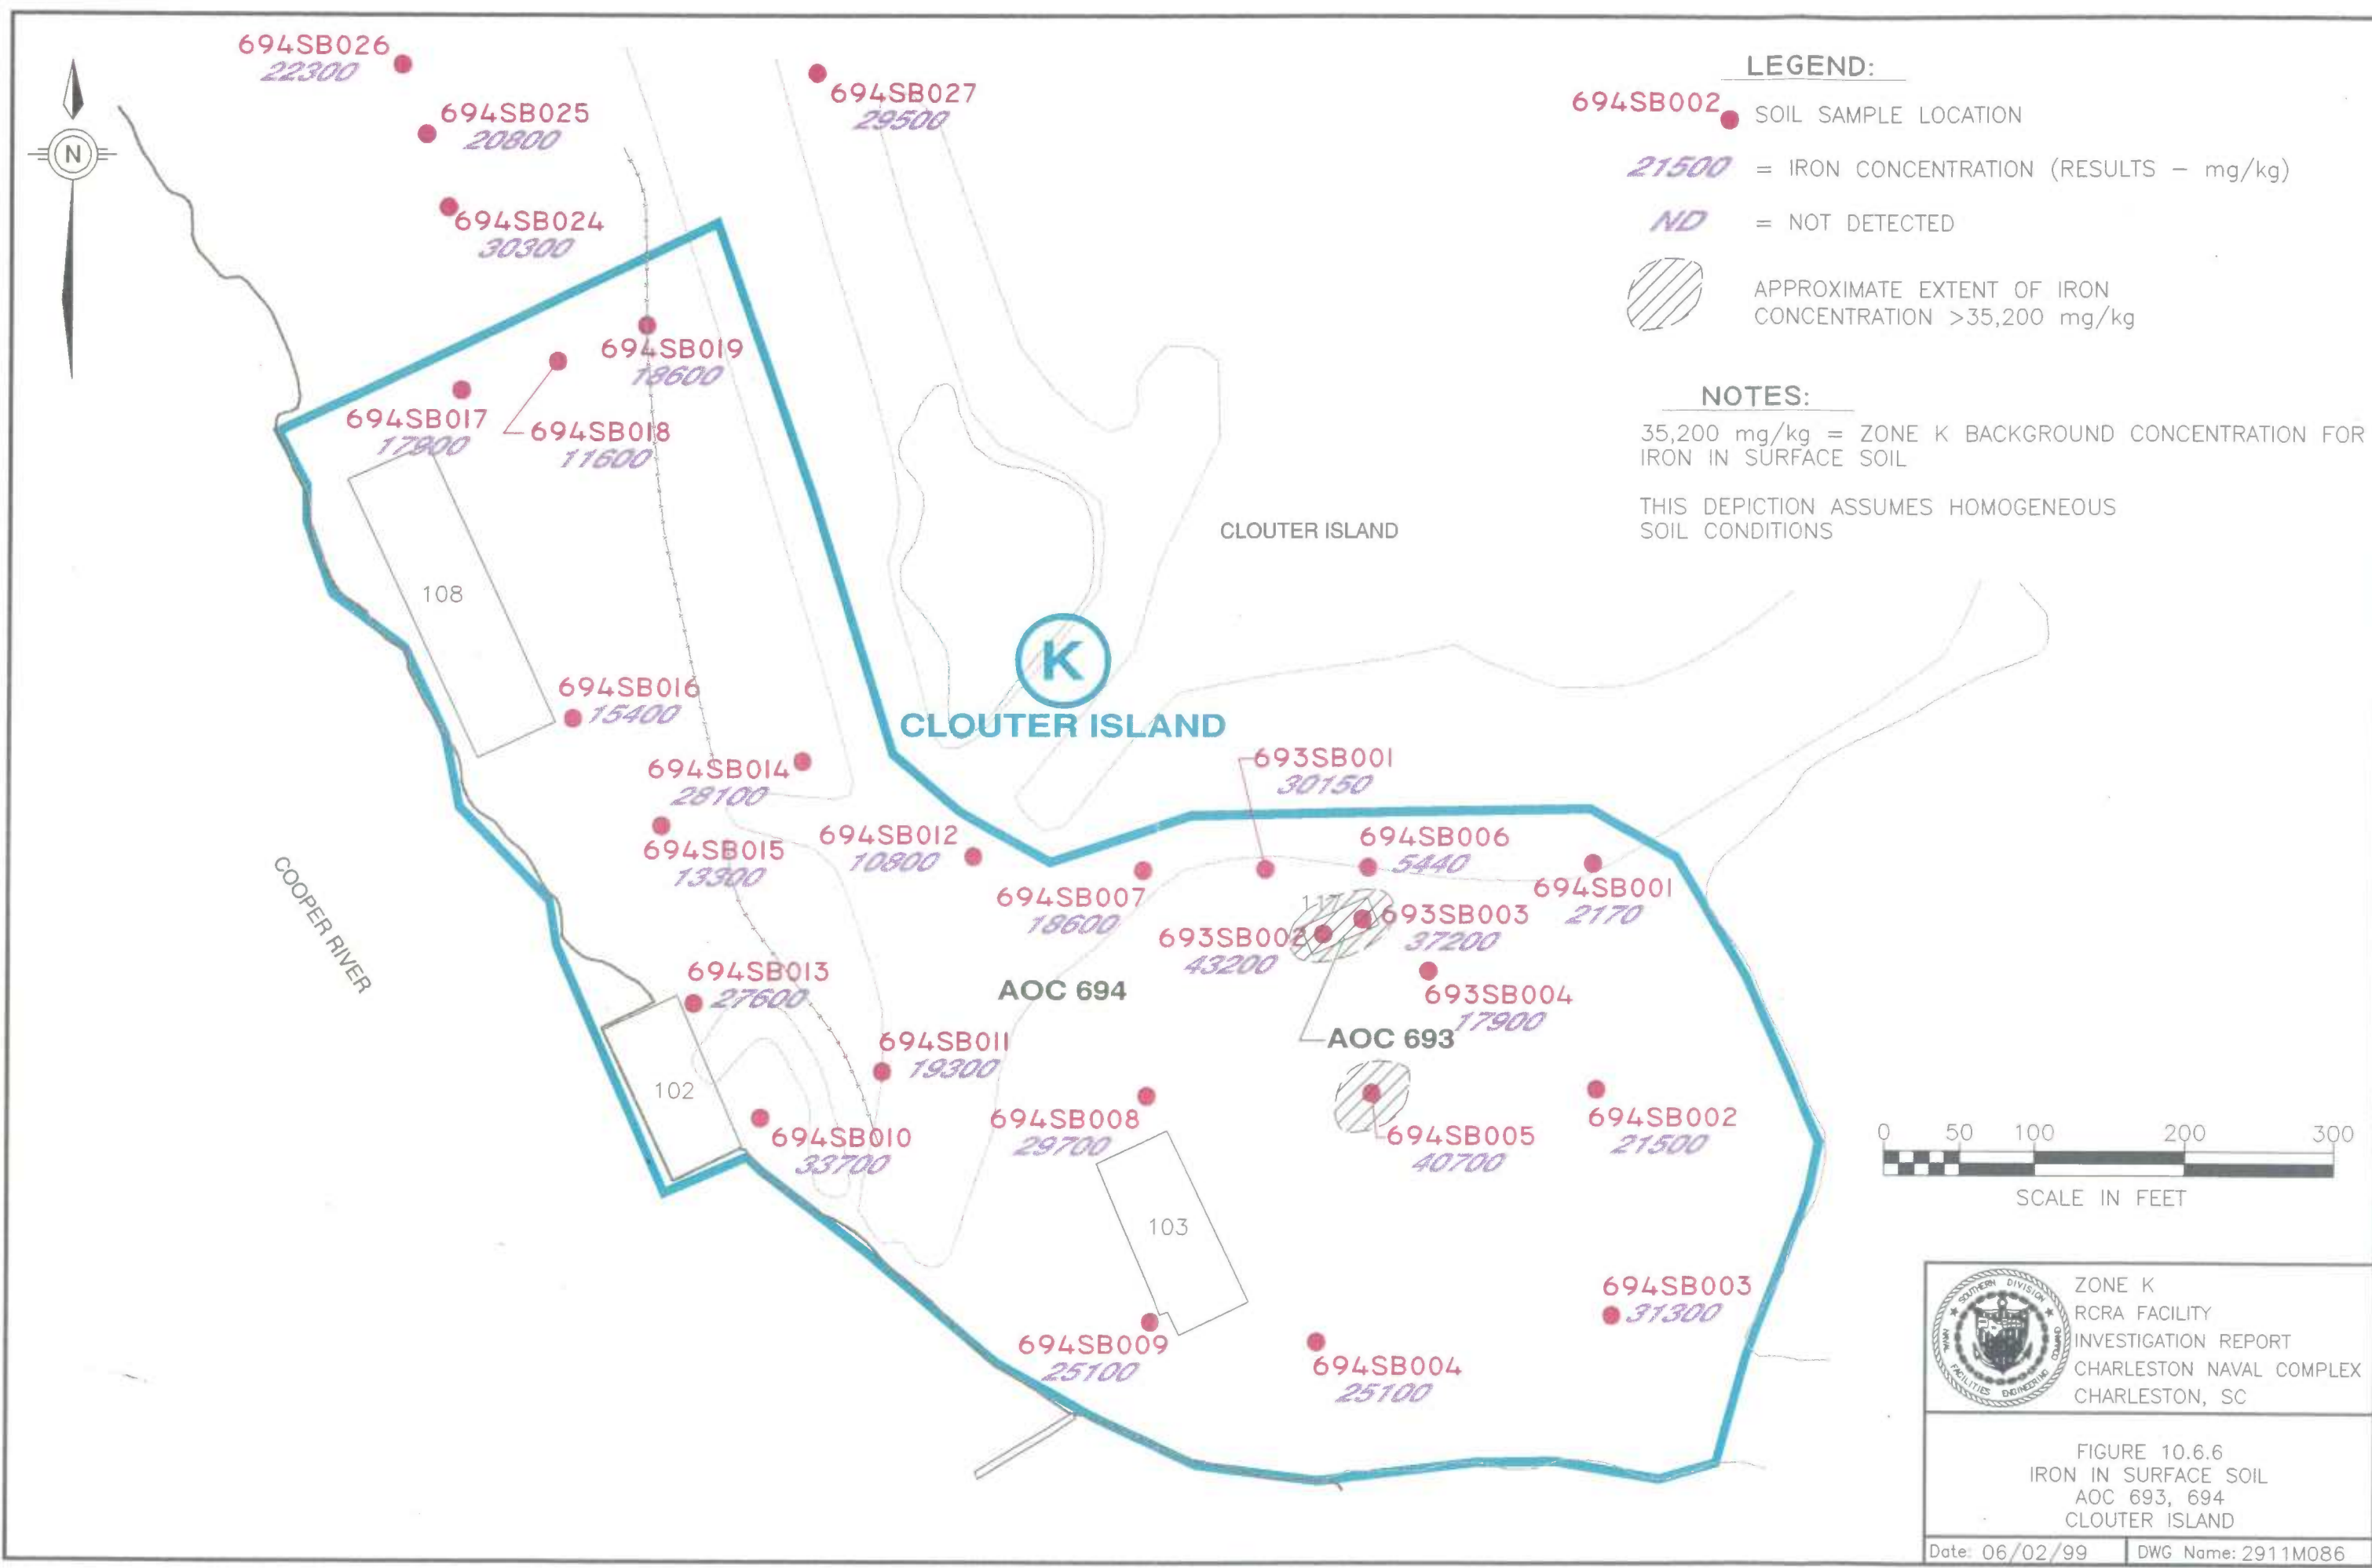 694SB026
22300
694SB025
20800
694SB024
30300
694SB027
29500
N
LEGEND:
694SB002 SOIL SAMPLE LOCATION
21500 = IRON CONCENTRATION (RESULTS – mg/kg)
ND = NOT DETECTED
APPROXIMATE EXTENT OF IRON
CONCENTRATION >35,200 mg/kg
NOTES:
35,200 mg/kg = ZONE K BACKGROUND CONCENTRATION FOR
IRON IN SURFACE SOIL
THIS DEPICTION ASSUMES HOMOGENEOUS
SOIL CONDITIONS
694SB019
18600
694SB017
17900
694SB018
11600
108
CLOUTER ISLAND
K
CLOUTER ISLAND
694SB016
15400
694SB014
28100
693SB001
30150
694SB015
13300
694SB012
10800
694SB006
5440
694SB007
18600
694SB001
2170
117
693SB003
37200
693SB002
43200
COOPER RIVER
694SB013
27600
AOC 694
693SB004
17900
AOC 693
694SB011
19300
102
694SB010
33700
694SB008
29700
694SB005
40700
694SB002
21500
0 50 100 200 300
SCALE IN FEET
103
694SB003
31300
694SB009
25100
694SB004
25100
SOUTHERN DIVISION
NAVAL FACILITIES ENGINEERING COMMAND
ZONE K
RCRA FACILITY
INVESTIGATION REPORT
CHARLESTON NAVAL COMPLEX
CHARLESTON, SC
FIGURE 10.6.6
IRON IN SURFACE SOIL
AOC 693, 694
CLOUTER ISLAND
Date: 06/02/99 DWG Name: 2911M086